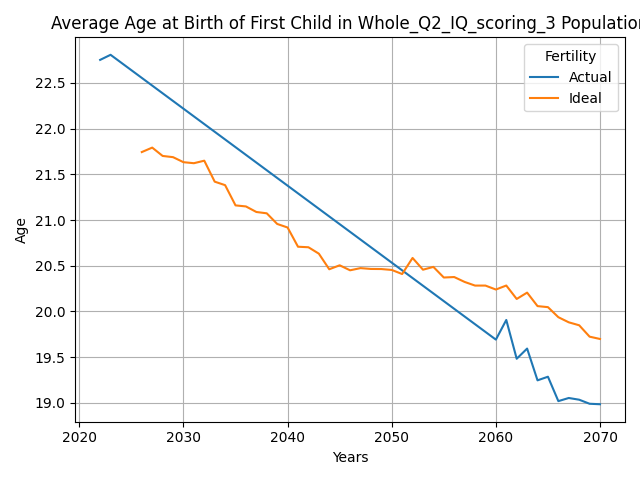 Average Age at Birth of First Child in Whole_Q2_IQ_scoring_3 Population
Fertility
Actual
Ideal
22.5
22.0
21.5
21.0
20.5
20.0
19.5
19.0
Age
2020 2030 2040 2050 2060 2070
Years